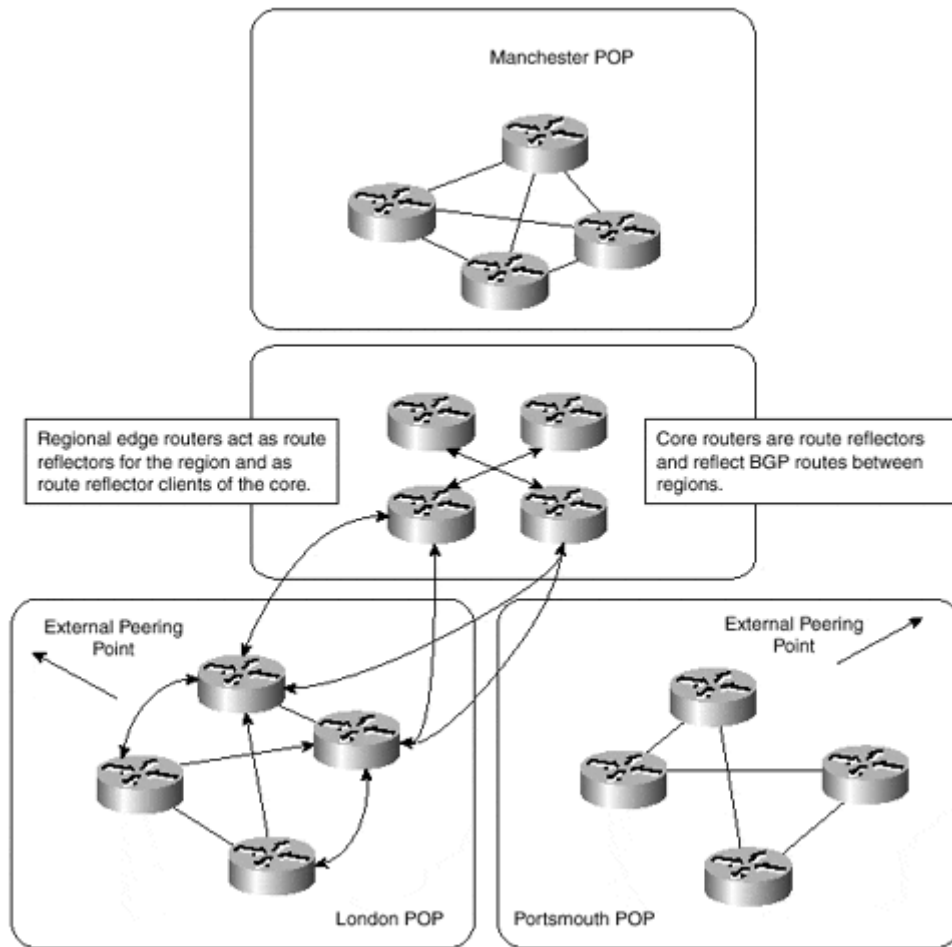 Manchester POP
Regional edge routers act as route
reflectors for the region and as
route reflector clients of the core.
Core routers are route reflectors
and reflect BGP routes between
regions.
External Peering
Point
London POP
External Peering
Point
Portsmouth POP